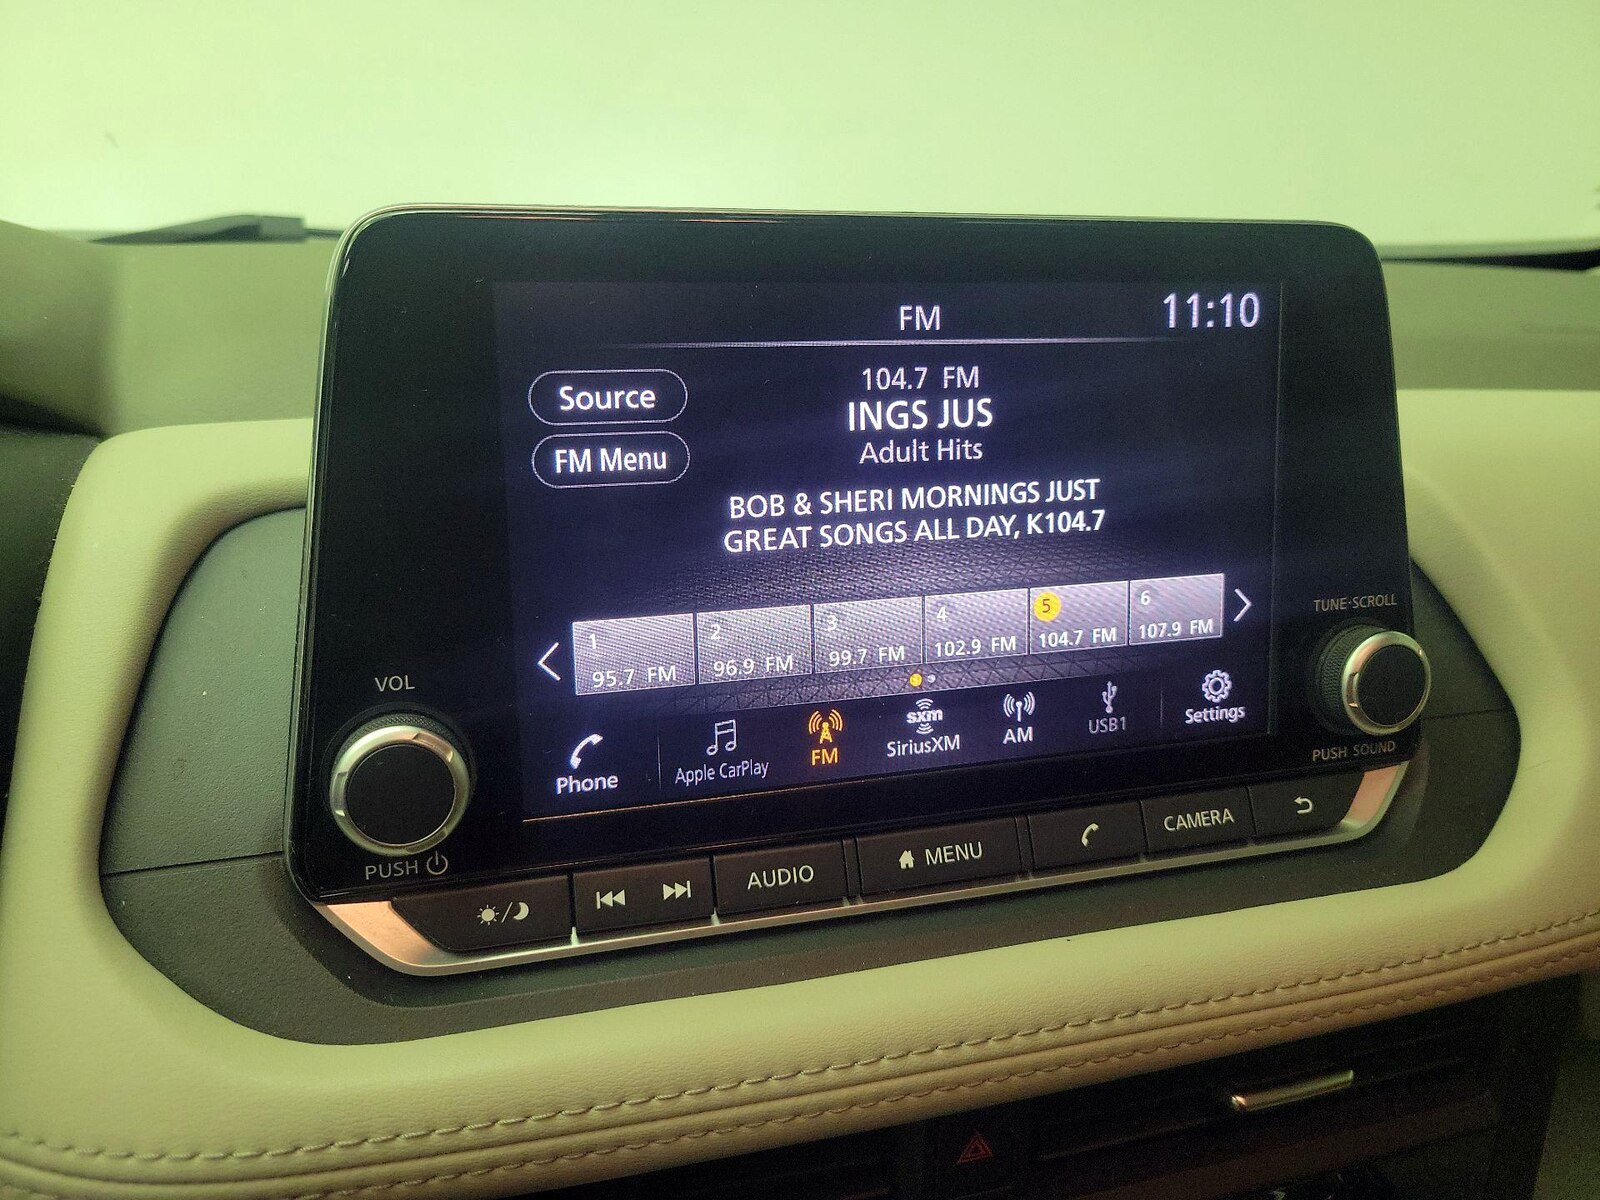 FM
11:10
Source
FM Menu
104.7 FM
INGS JUS
Adult Hits
BOB & SHERI MORNINGS JUST
GREAT SONGS ALL DAY, K104.7
1
95.7 FM
2
96.9 FM
3
99.7 FM
4
102.9 FM
5
104.7 FM
6
107.9 FM
Phone
Apple CarPlay
FM
sxm
SiriusXM
AM
USB1
Settings
VOL
PUSH
TUNE·SCROLL
PUSH SOUND
AUDIO
MENU
CAMERA